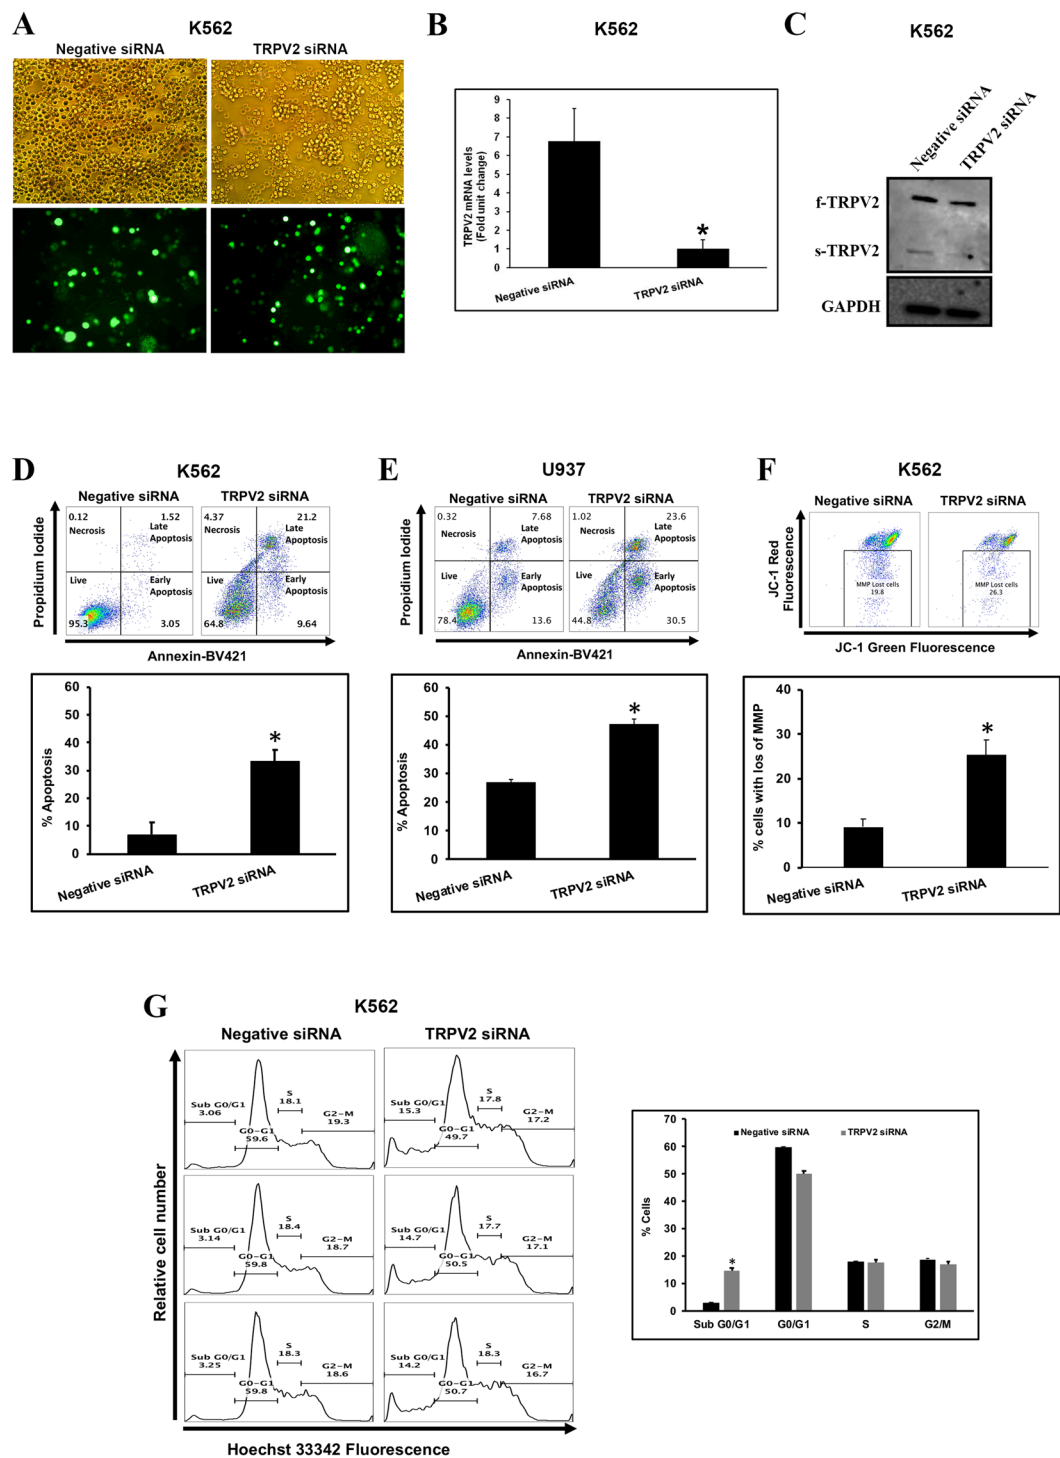 A
K562
Negative siRNA
TRPV2 siRNA
B
K562
TRPV2 mRNA levels
(Fold unit change)
9
8
7
6
5
4
3
2
1
0
*
Negative siRNA
TRPV2 siRNA
C
K562
Negative siRNA
TRPV2 siRNA
f-TRPV2
s-TRPV2
GAPDH
D
K562
Negative siRNA
TRPV2 siRNA
Propidium Iodide
0.12
1.52
Necrosis
Late
Apoptosis
Live
Early
Apoptosis
95.3
3.05
4.37
21.2
Necrosis
Late
Apoptosis
Live
Early
Apoptosis
64.8
9.64
Annexin-BV421
% Apoptosis
60
50
40
30
20
10
0
*
Negative siRNA
TRPV2 siRNA
E
U937
Negative siRNA
TRPV2 siRNA
Propidium Iodide
0.32
7.68
Necrosis
Late
Apoptosis
Live
Early
Apoptosis
78.4
13.6
1.02
23.6
Necrosis
Late
Apoptosis
Live
Early
Apoptosis
44.8
30.5
Annexin-BV421
% Apoptosis
60
50
40
30
20
10
0
*
Negative siRNA
TRPV2 siRNA
F
K562
Negative siRNA
TRPV2 siRNA
JC-1 Red
Fluorescence
MMP Lost cells
19.8
MMP Lost cells
26.3
JC-1 Green Fluorescence
% cells with los of MMP
40
30
20
10
0
*
Negative siRNA
TRPV2 siRNA
G
K562
Negative siRNA
TRPV2 siRNA
Relative cell number
Sub G0/G1
3.06
S
18.1
G2-M
19.3
G0-G1
59.6
Sub G0/G1
15.3
S
17.8
G2-M
17.2
G0-G1
49.7
Sub G0/G1
3.14
S
18.4
G2-M
18.7
G0-G1
59.8
Sub G0/G1
14.7
S
17.7
G2-M
17.1
G0-G1
50.5
Sub G0/G1
3.25
S
18.3
G2-M
18.6
G0-G1
59.8
Sub G0/G1
14.2
S
18.3
G2-M
16.7
G0-G1
50.7
Hoechst 33342 Fluorescence
% Cells
70
60
50
40
30
20
10
0
Negative siRNA
TRPV2 siRNA
*
Sub G0/G1
G0/G1
S
G2/M